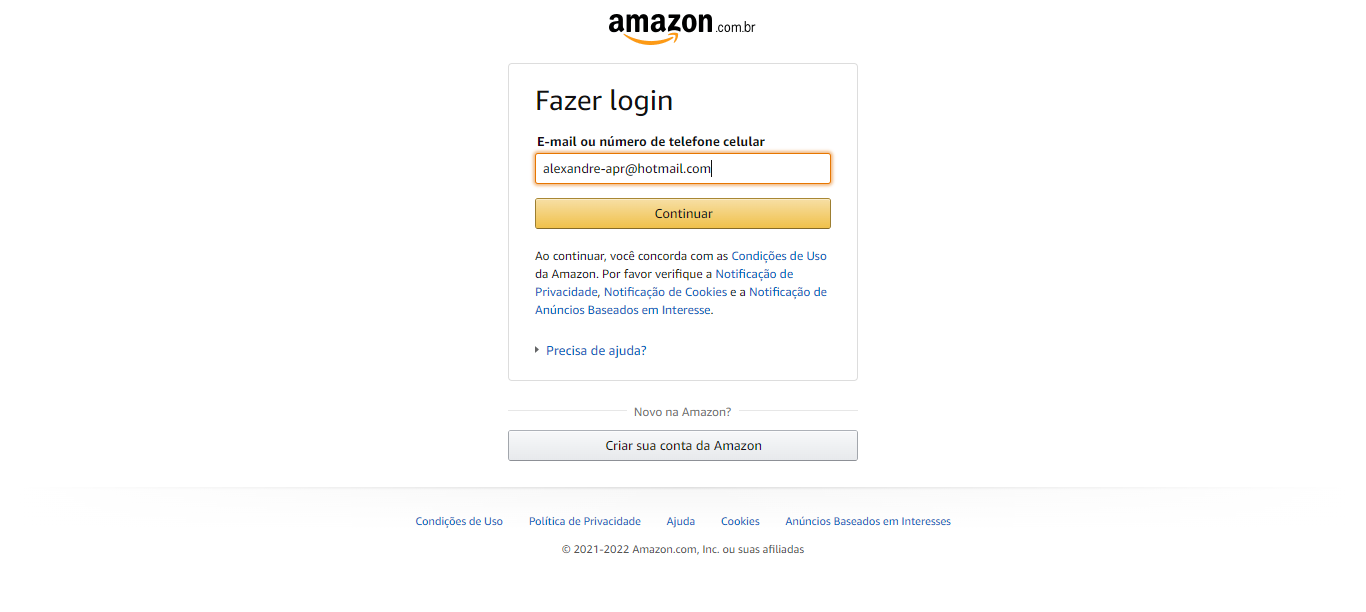 amazon.com.br
Fazer login
E-mail ou número de telefone celular
alexandre-apr@hotmail.com
Continuar
Ao continuar, você concorda com as Condições de Uso
da Amazon. Por favor verifique a Notificação de
Privacidade, Notificação de Cookies e a Notificação de
Anúncios Baseados em Interesse.
Precisa de ajuda?
Novo na Amazon?
Criar sua conta da Amazon
Condições de Uso Política de Privacidade Ajuda Cookies Anúncios Baseados em Interesses
© 2021-2022 Amazon.com, Inc. ou suas afiliadas